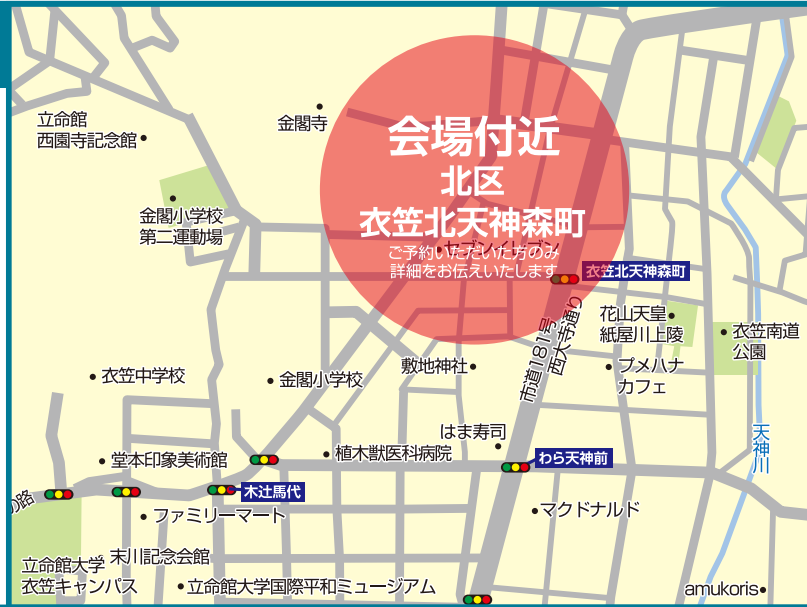 立命館
西園寺記念館
金閣寺
会場付近
北区
衣笠北天神森町
セブンイレブン
ご予約いただいた方のみ
詳細をお伝えいたします
衣笠北天神森町
金閣小学校
第二運動場
花山天皇
紙屋川上陵
衣笠南道
公園
市道181号
西大寺通り
敷地神社
プメハナ
カフェ
衣笠中学校
金閣小学校
はま寿司
天神川
堂本印象美術館
植木獣医科病院
わら天神前
の路
木辻馬代
ファミリーマート
マクドナルド
立命館大学
衣笠キャンパス
末川記念会館
立命館大学国際平和ミュージアム
amukoris